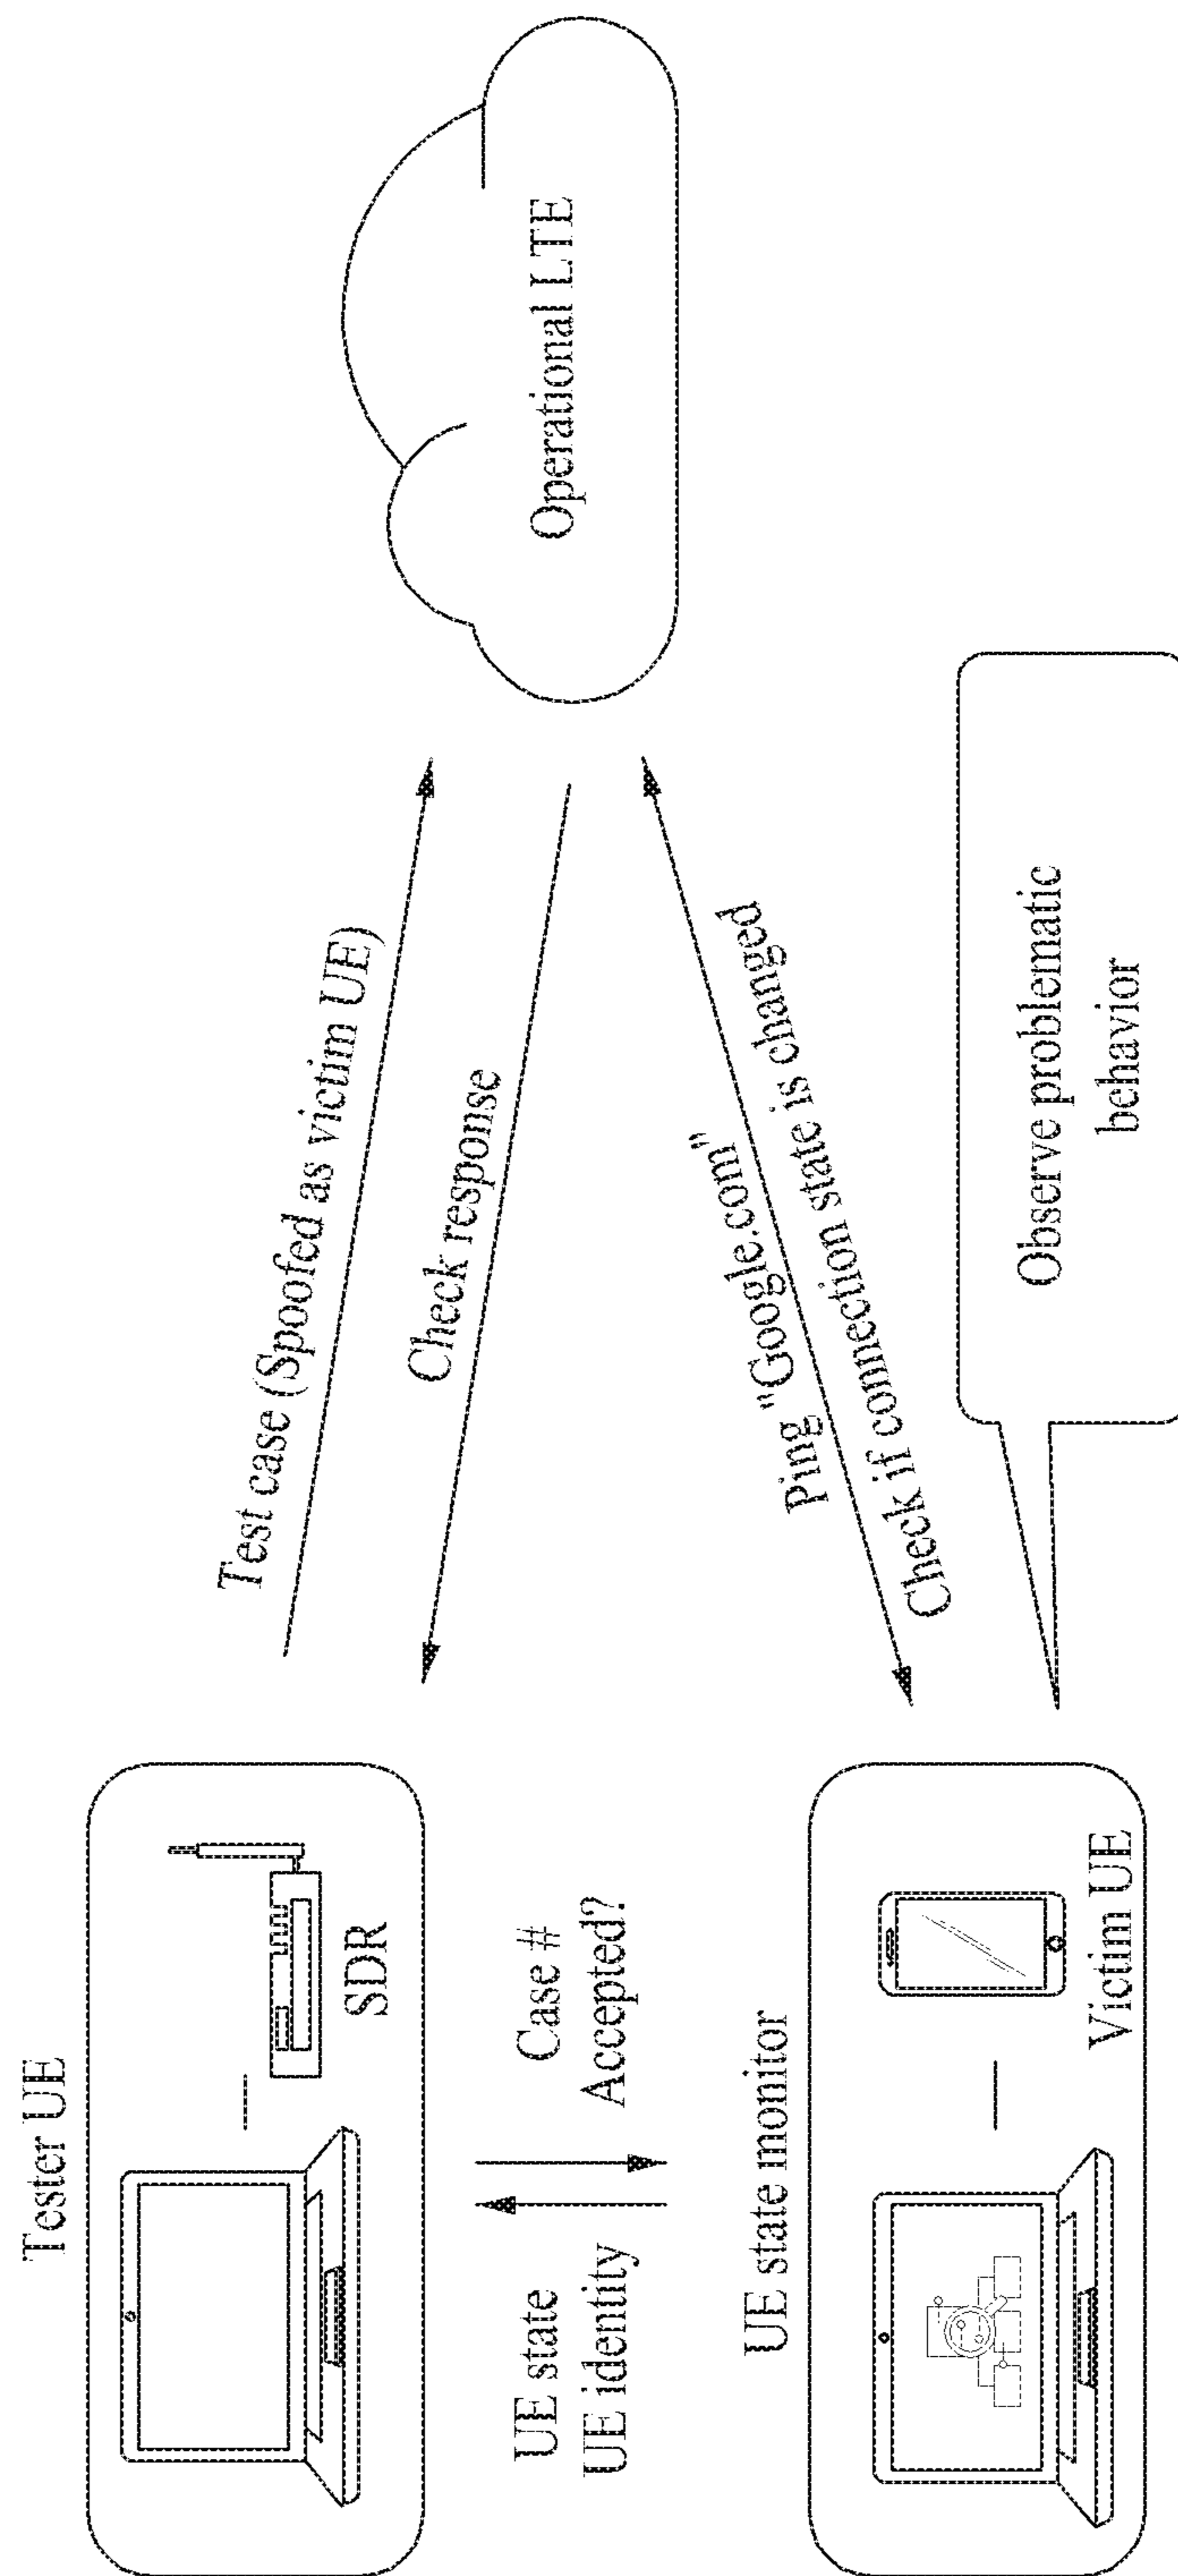 Tester UE
SDR
Test case (Spoofed as victim UE)
Check response
Operational LTE
UE state
UE identity
Case #
Accepted?
UE state monitor
Victim UE
Ping "Google.com"
Check if connection state is changed
Observe problematic
behavior